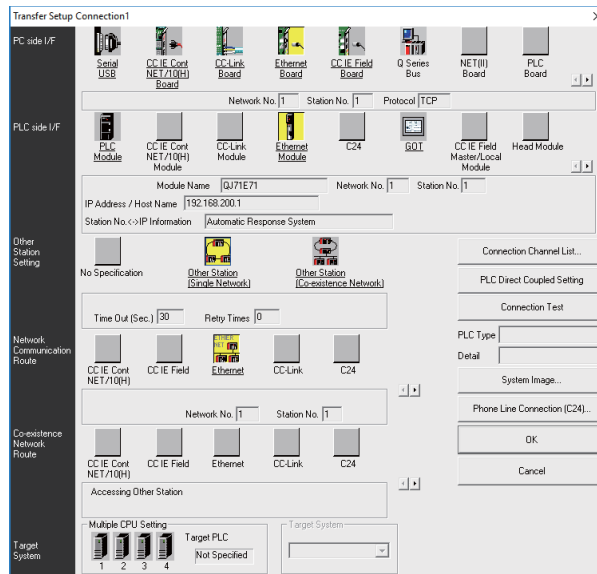 Transfer Setup Connection1
PC side I/F
Serial USB
CC IE Cont NET/10(H) Board
CC-Link Board
Ethernet Board
CC IE Field Board
Q Series Bus
NET(II) Board
PLC Board
Network No. 1 Station No. 1 Protocol TCP
PLC side I/F
PLC Module
CC IE Cont NET/10(H) Module
CC-Link Module
Ethernet Module
C24
GOT
CC IE Field Master/Local Module
Head Module
Module Name QJ71E71 Network No. 1 Station No. 1
IP Address / Host Name 192.168.200.1
Station No.<->IP Information Automatic Response System
Other Station Setting
No Specification
Other Station (Single Network)
Other Station (Co-existence Network)
Time Out (Sec.) 30 Retry Times 0
Connection Channel List...
PLC Direct Coupled Setting
Connection Test
PLC Type
Detail
System Image...
Phone Line Connection (C24)...
OK
Cancel
Network Communication Route
CC IE Cont NET/10(H)
CC IE Field
Ethernet
CC-Link
C24
Network No. 1 Station No. 1
Co-existence Network Route
CC IE Cont NET/10(H)
CC IE Field
Ethernet
CC-Link
C24
Accessing Other Station
Target System
Multiple CPU Setting
1 2 3 4
Target PLC
Not Specified
Target System